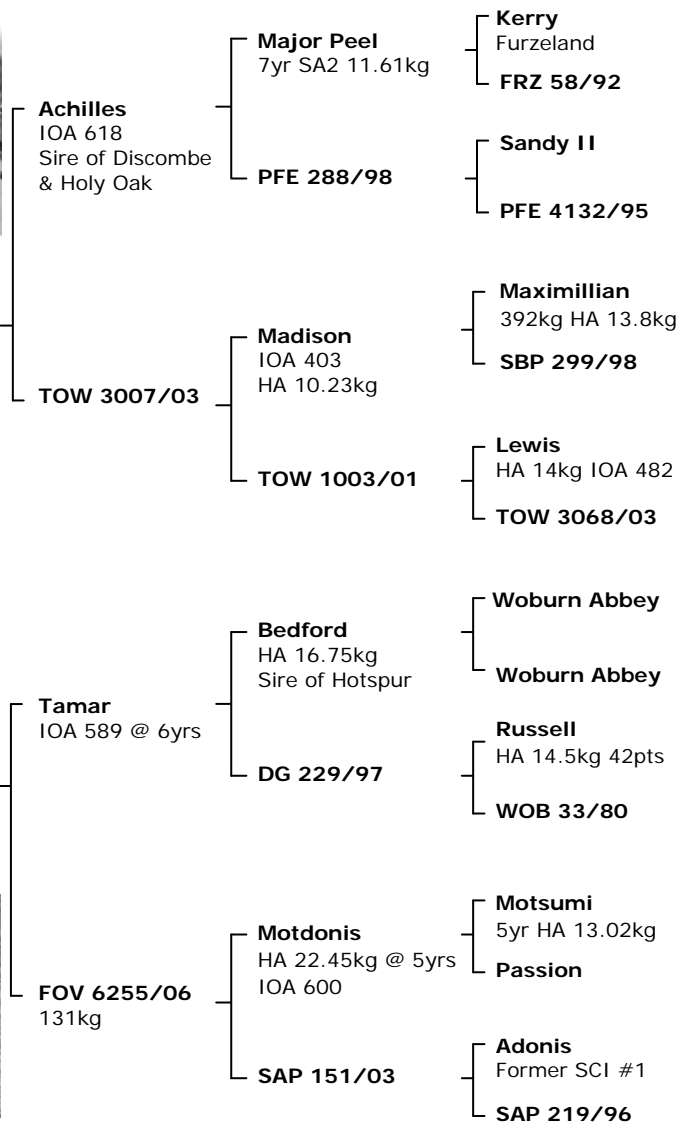 Kerry
Furzeland
Major Peel
7yr SA2 11.61kg
FRZ 58/92
Achilles
IOA 618
Sire of Discombe
& Holy Oak
Sandy II
PFE 288/98
PFE 4132/95
Maximillian
392kg HA 13.8kg
Madison
IOA 403
HA 10.23kg
SBP 299/98
TOW 3007/03
Lewis
HA 14kg IOA 482
TOW 1003/01
TOW 3068/03
Woburn Abbey
Bedford
HA 16.75kg
Sire of Hotspur
Woburn Abbey
Tamar
IOA 589 @ 6yrs
Russell
HA 14.5kg 42pts
DG 229/97
WOB 33/80
Motsumi
5yr HA 13.02kg
Motdonis
HA 22.45kg @ 5yrs
IOA 600
Passion
FOV 6255/06
131kg
Adonis
Former SCI #1
SAP 151/03
SAP 219/96